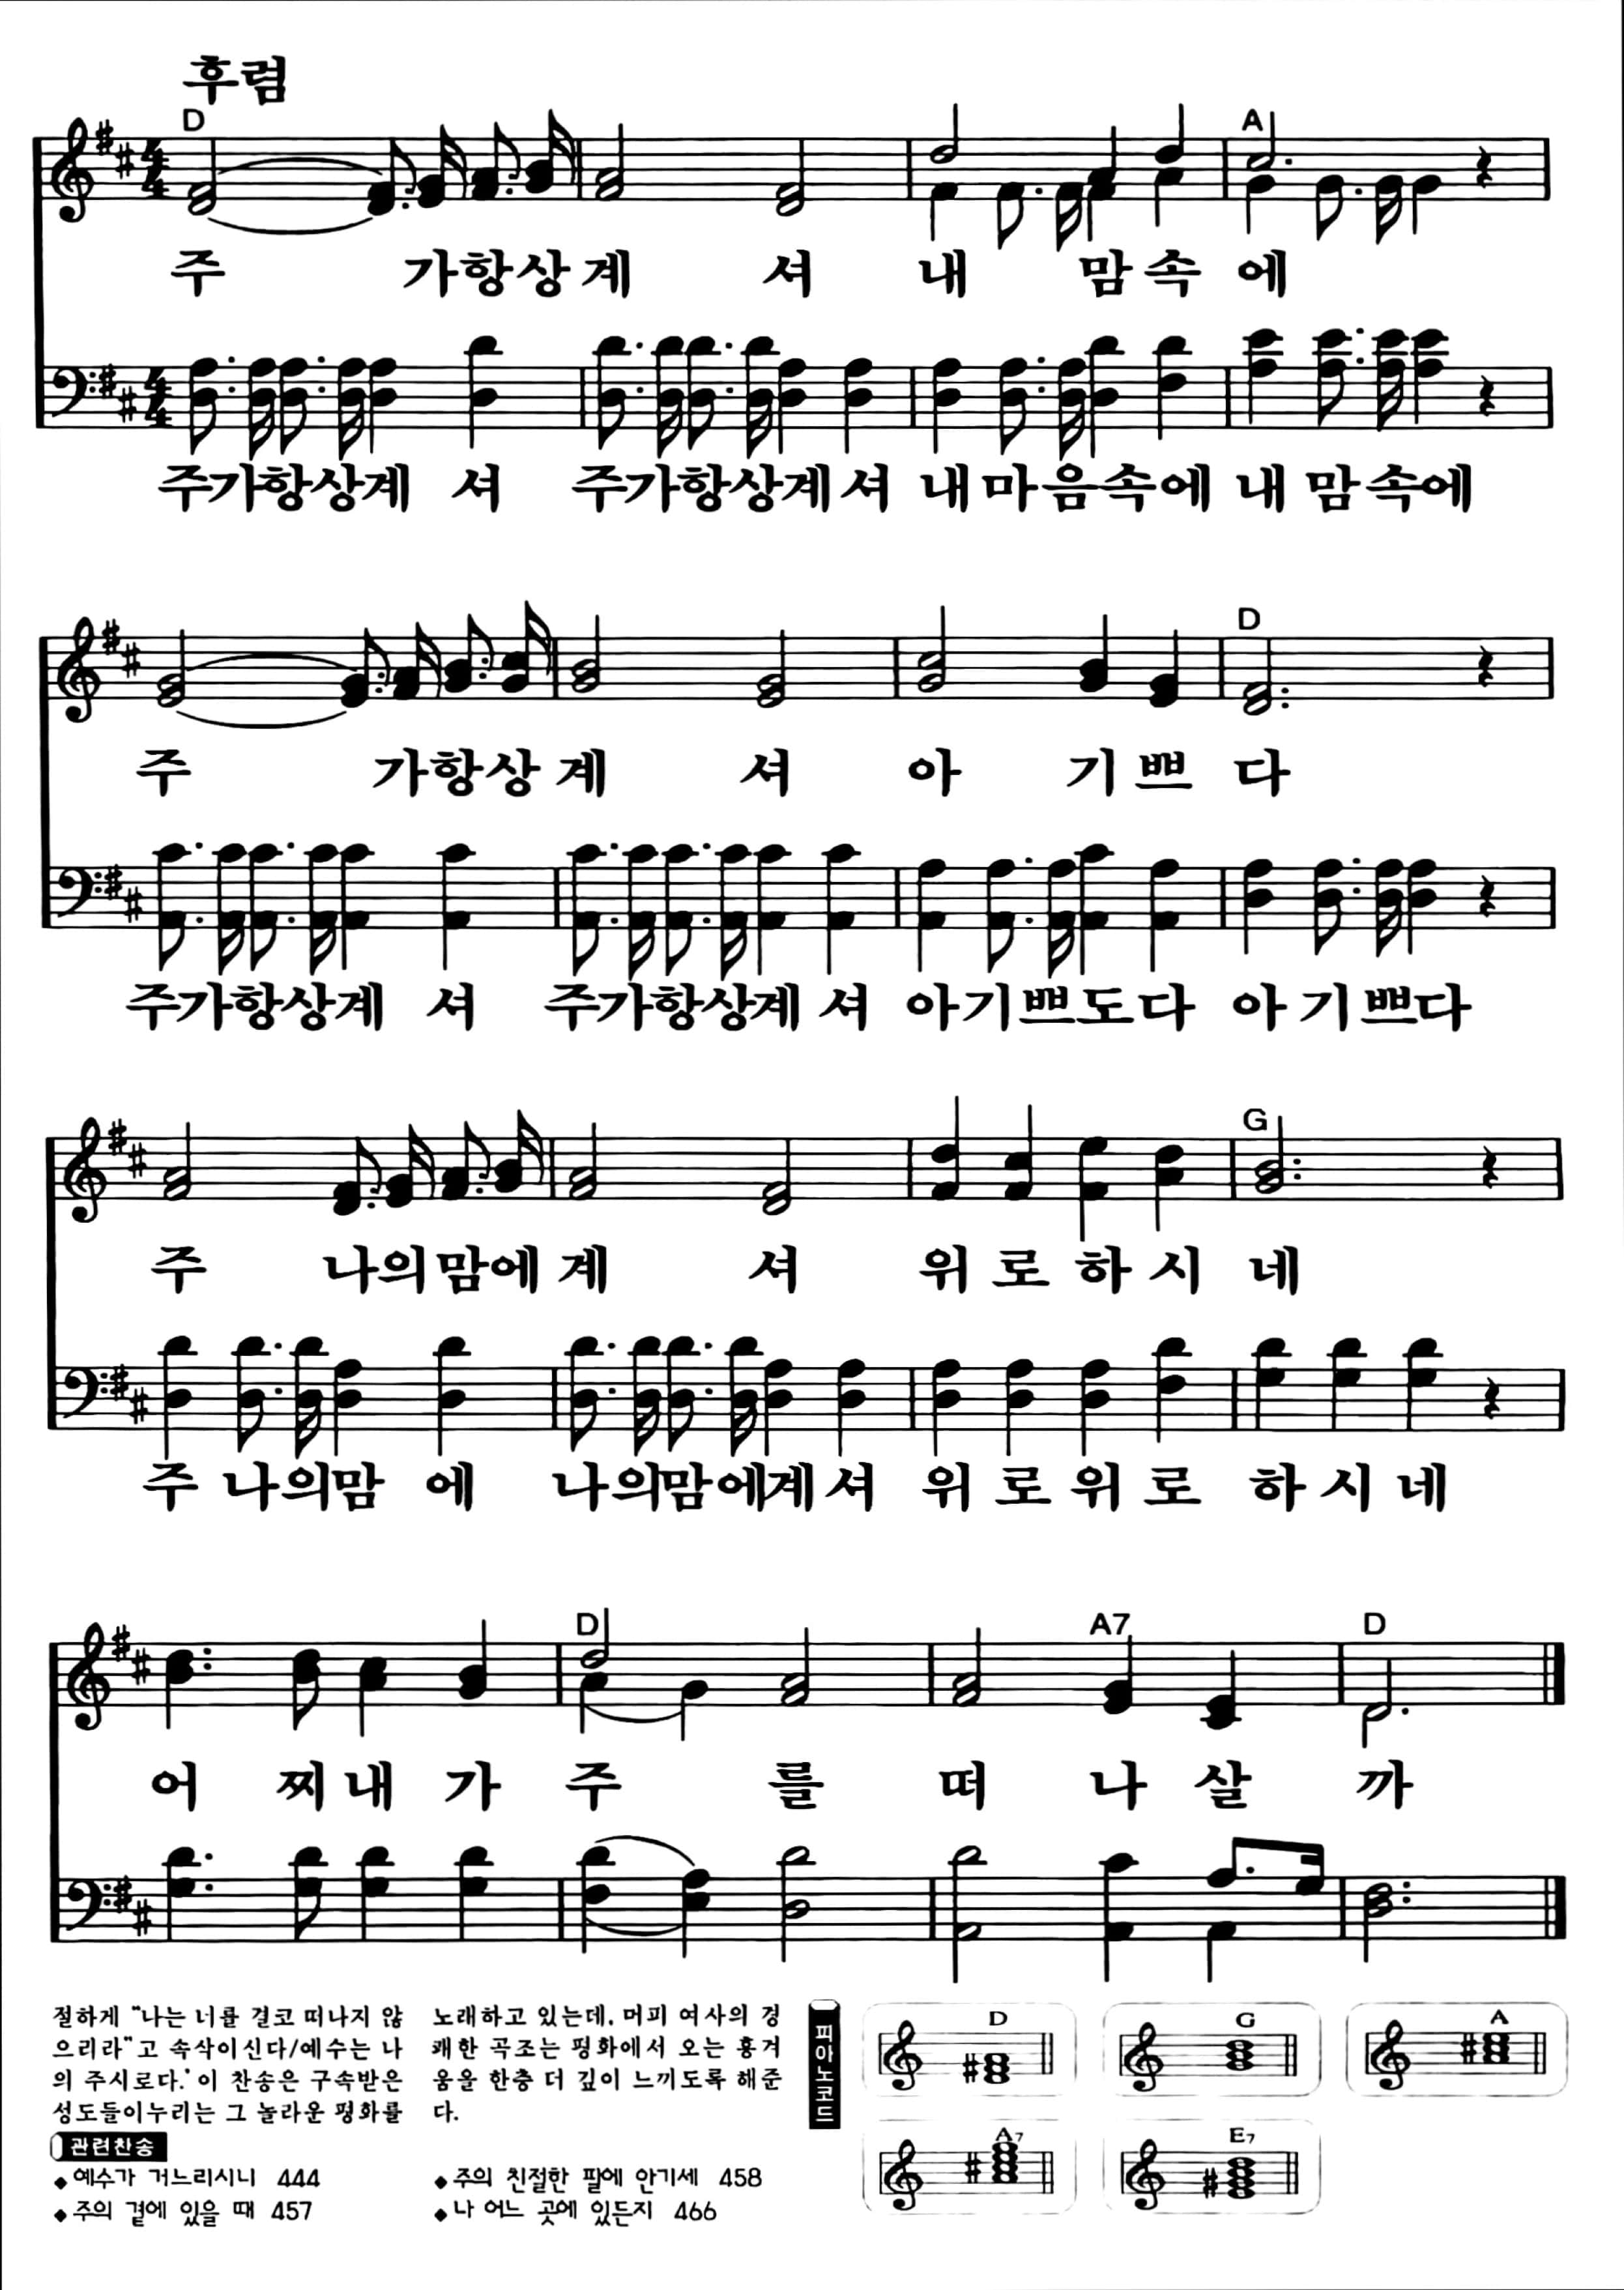 후렴
D A
주 가항상계 셔 내 맘속 에
주가항상계 셔 주가항상계셔 내마음속에 내 맘속에
D
주 가항상 계 셔 아 기쁘 다
주가항상계 셔 주가항상계 셔 아기쁘도다 아 기쁘다
G
주 나의맘에 계 셔 위 로 하 시 네
주 나의맘 에 나의맘에계셔 위 로 위 로 하 시 네
D A7 D
어 찌 내 가 주 를 떠 나 살 까
절하게 "나는 너를 결코 떠나지 않
으리라"고 속삭이신다/예수는 나
의 주시로다.' 이 찬송은 구속받은
성도들이누리는 그 놀라운 평화를
노래하고 있는데, 머피 여사의 경
쾌한 곡조는 평화에서 오는 흥겨
움을 한층 더 깊이 느끼도록 해준
다.
관련찬송
◆예수가 거느리시니 444
◆주의 곁에 있을 때 457
◆주의 친절한 팔에 안기세 458
◆나 어느 곳에 있든지 466
피아노코드
D G A
A7 E7